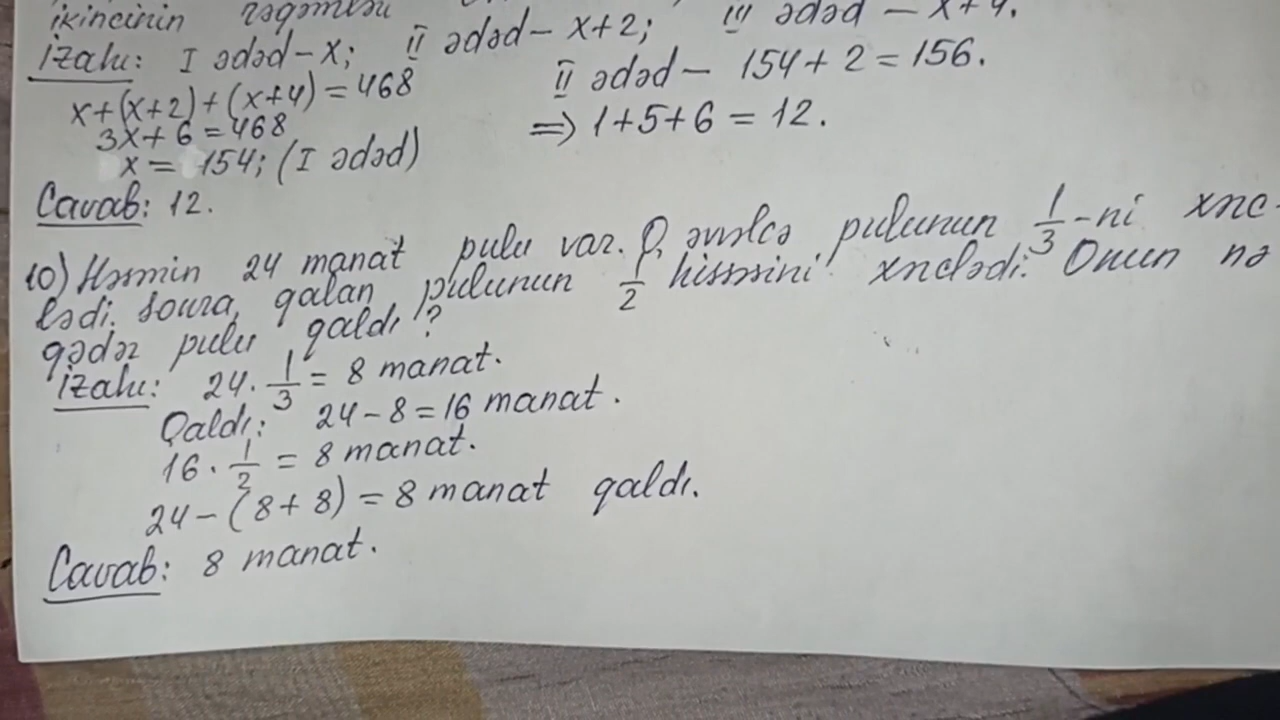 ikincinin rəqəmləri
İzahı: I ədəd – x; II ədəd – x+2; III ədəd – x+4.
x+(x+2)+(x+4) = 468
3x+6 = 468
x = 154; (I ədəd)
II ədəd – 154+2 = 156.
=> 1+5+6 = 12.
Cavab: 12.
10) Həsmin 24 manat pulu var. O, əvvəlcə pulunun 1/3-ni xərc-
lədi. Sonra, qalan pulunun 1/2 hissəsini xərclədi. Onun nə
qədər pulu qaldı?
İzahı: 24 · 1/3 = 8 manat.
Qaldı: 24 – 8 = 16 manat.
16 · 1/2 = 8 manat.
24 – (8+8) = 8 manat qaldı.
Cavab: 8 manat.